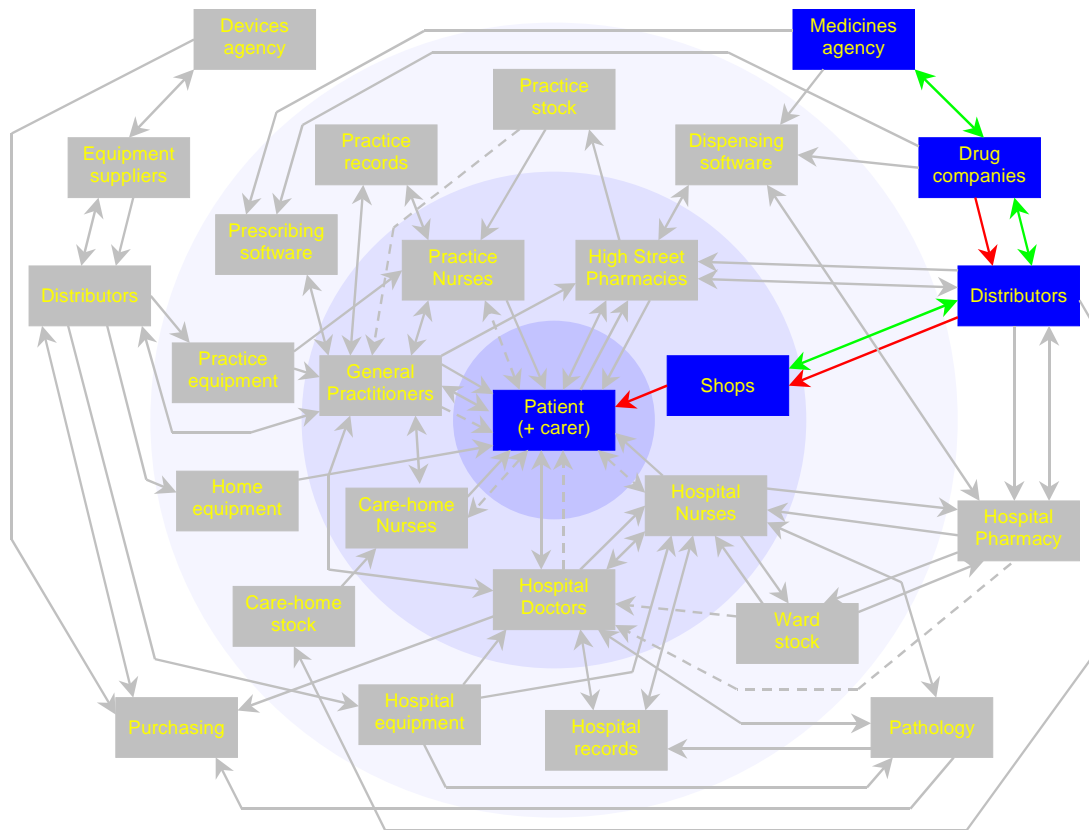 Devices
agency
Medicines
agency
Practice
stock
Practice
records
Dispensing
software
Equipment
suppliers
Drug
companies
Prescribing
software
Practice
Nurses
High Street
Pharmacies
Distributors
Distributors
Practice
equipment
General
Practitioners
Shops
Patient
(+ carer)
Home
equipment
Care-home
Nurses
Hospital
Nurses
Hospital
Pharmacy
Care-home
stock
Hospital
Doctors
Ward
stock
Purchasing
Hospital
equipment
Hospital
records
Pathology